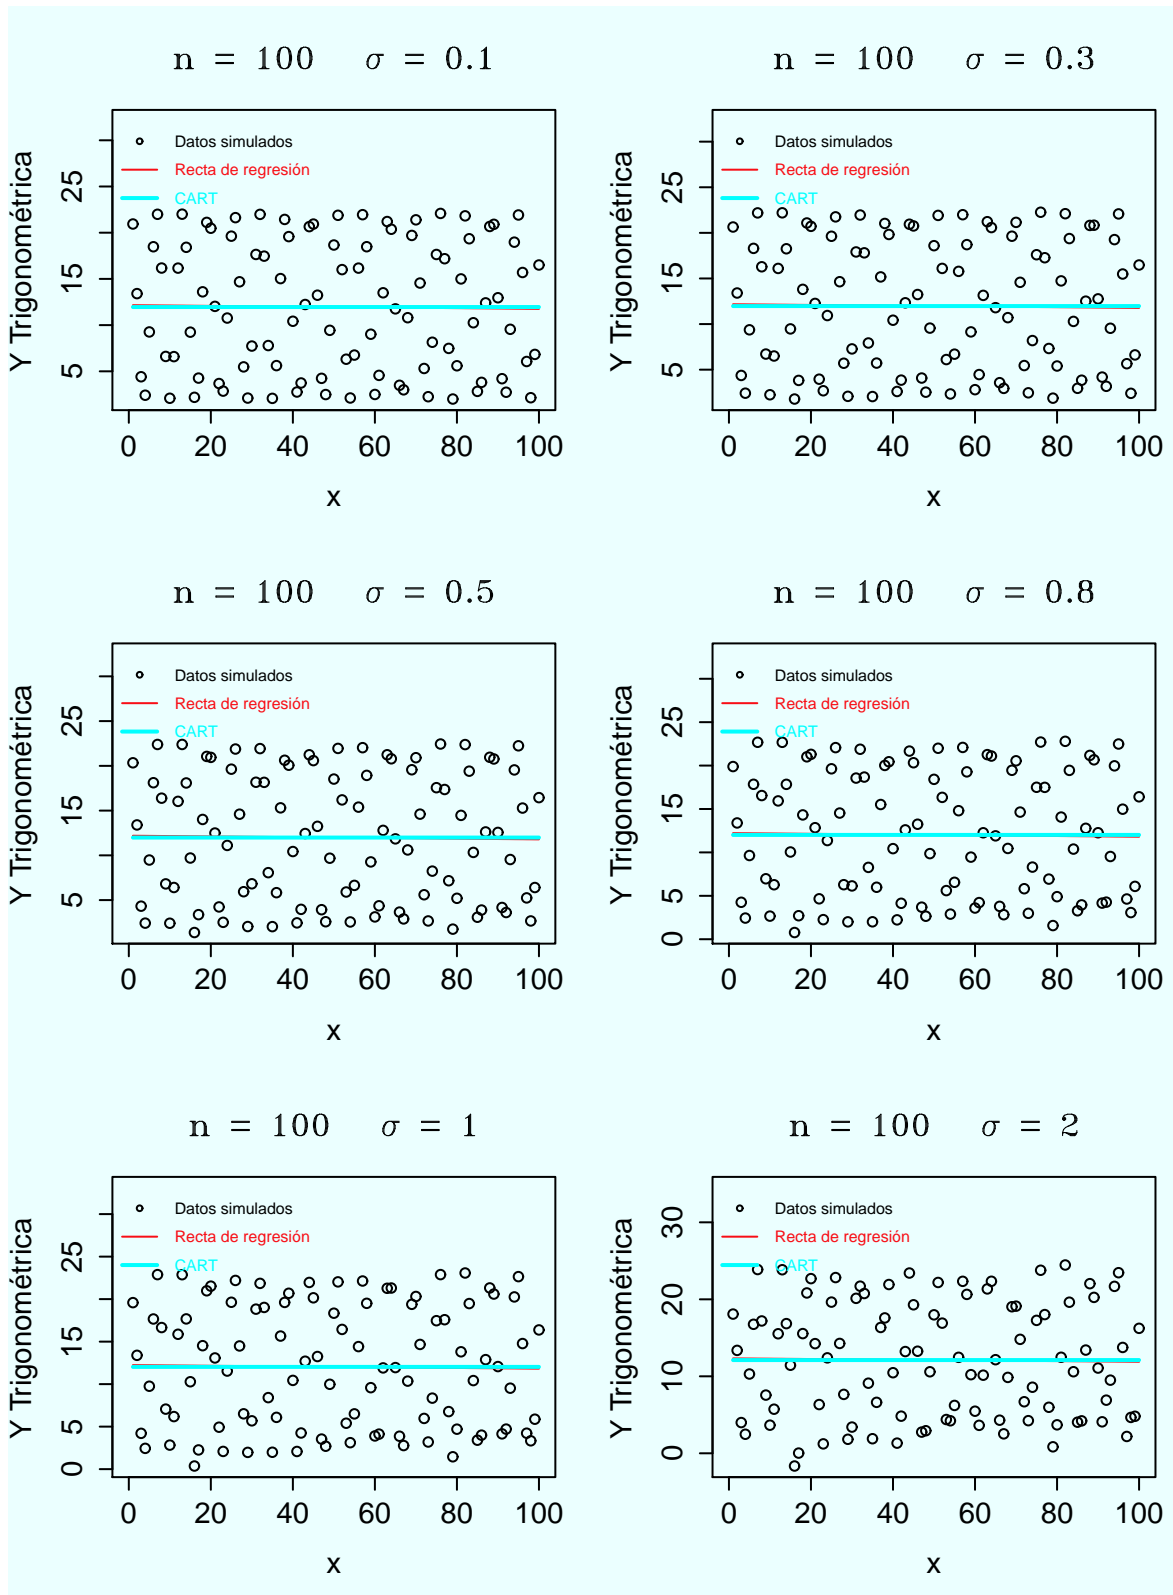 n = 100 σ = 0.1
Y Trigonométrica
25
15
5
Datos simulados
Recta de regresión
CART
0 20 40 60 80 100
x
n = 100 σ = 0.3
Y Trigonométrica
25
15
5
Datos simulados
Recta de regresión
CART
0 20 40 60 80 100
x
n = 100 σ = 0.5
Y Trigonométrica
25
15
5
Datos simulados
Recta de regresión
CART
0 20 40 60 80 100
x
n = 100 σ = 0.8
Y Trigonométrica
25
15
5
0
Datos simulados
Recta de regresión
CART
0 20 40 60 80 100
x
n = 100 σ = 1
Y Trigonométrica
25
15
5
0
Datos simulados
Recta de regresión
CART
0 20 40 60 80 100
x
n = 100 σ = 2
Y Trigonométrica
30
20
10
0
Datos simulados
Recta de regresión
CART
0 20 40 60 80 100
x